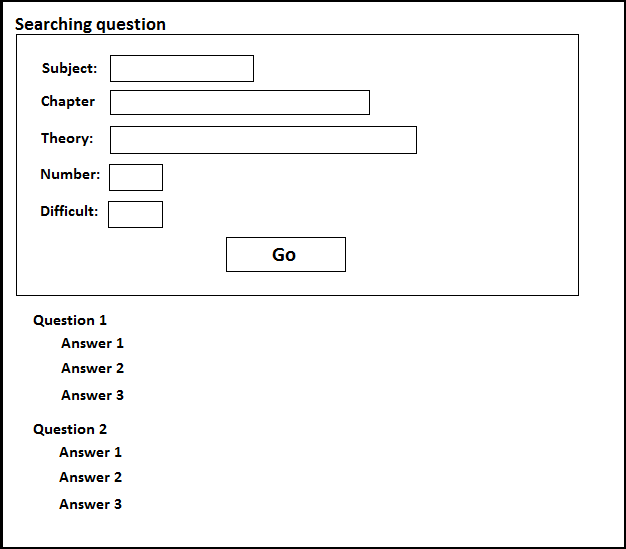 Searching question
Subject:
Chapter
Theory:
Number:
Difficult:
Go
Question 1
Answer 1
Answer 2
Answer 3
Question 2
Answer 1
Answer 2
Answer 3